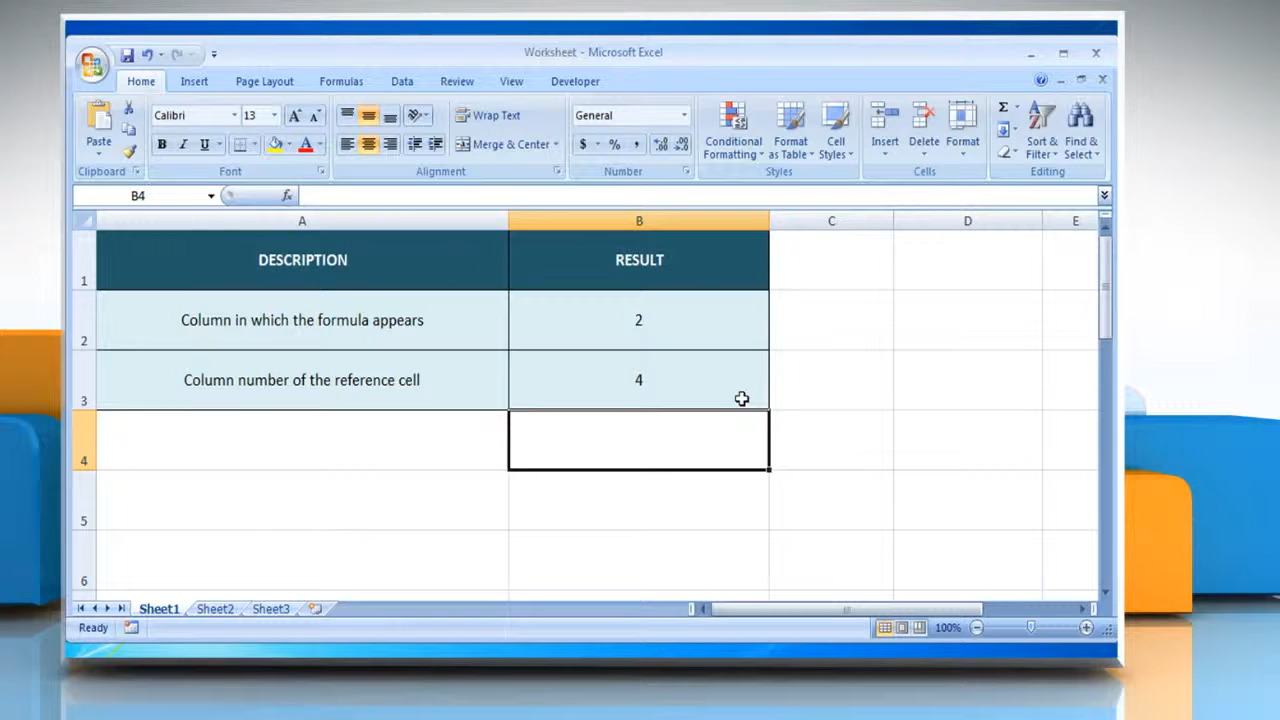 Worksheet - Microsoft Excel
Home Insert Page Layout Formulas Data Review View Developer
Calibri 13 A A Wrap Text General
Paste B I U A Merge & Center $ % , Conditional Formatting Format as Table Cell Styles Insert Delete Format Σ Sort & Filter Find & Select
Clipboard Font Alignment Number Styles Cells Editing
B4 fx
A B C D E
1 DESCRIPTION RESULT
2 Column in which the formula appears 2
3 Column number of the reference cell 4
4
5
6
Sheet1 Sheet2 Sheet3
Ready 100%